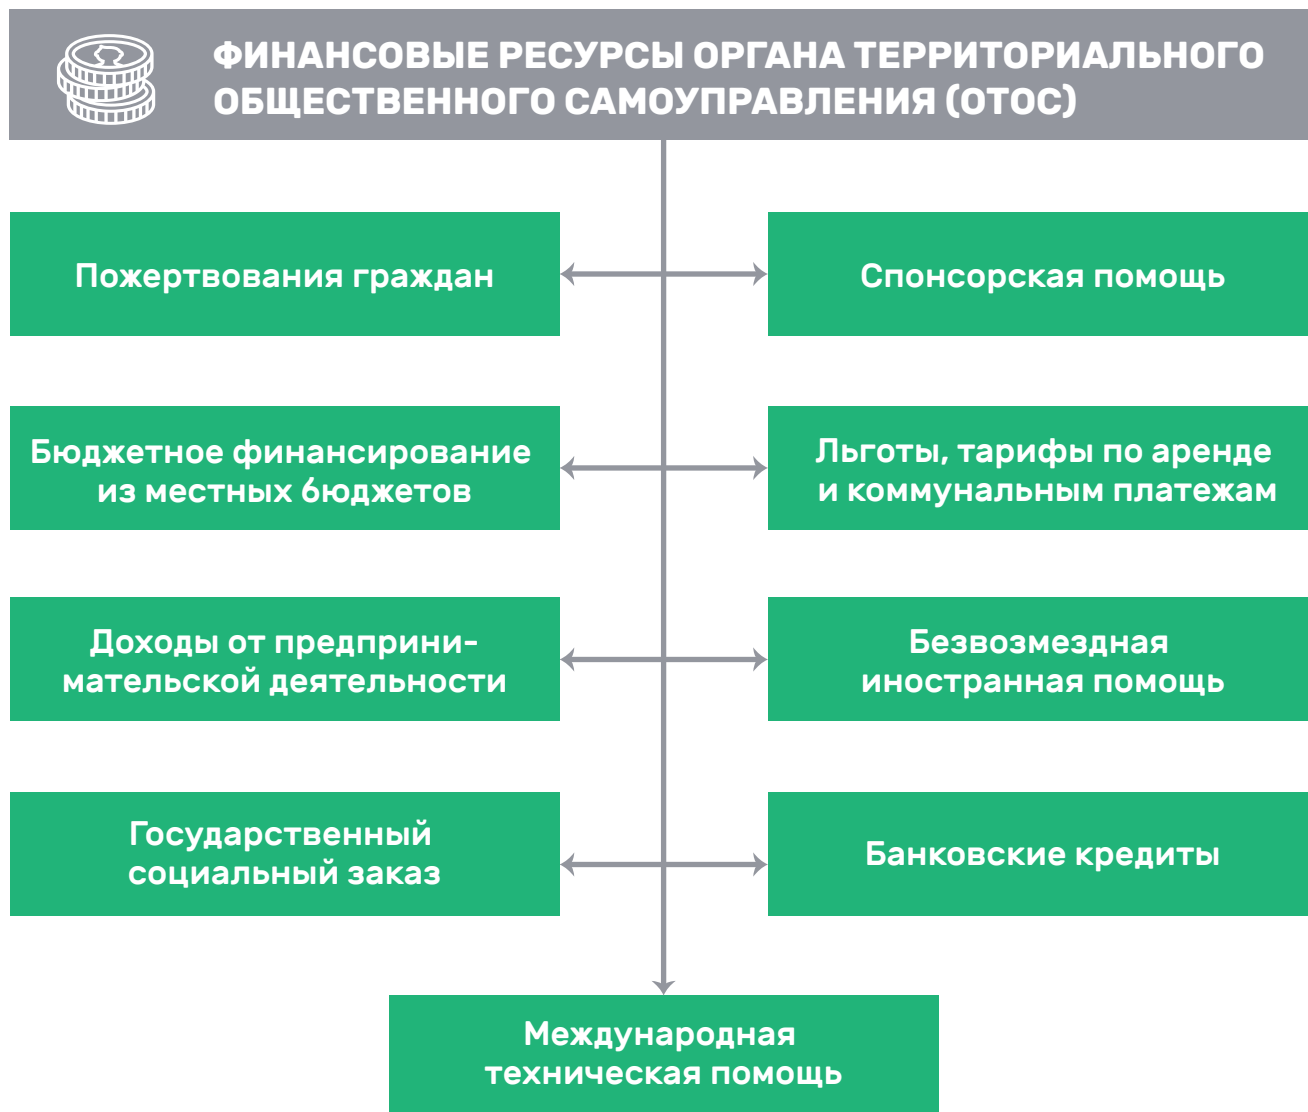 ФИНАНСОВЫЕ РЕСУРСЫ ОРГАНА ТЕРРИТОРИАЛЬНОГО
ОБЩЕСТВЕННОГО САМОУПРАВЛЕНИЯ (ОТОС)
Пожертвования граждан
Спонсорская помощь
Бюджетное финансирование
из местных бюджетов
Льготы, тарифы по аренде
и коммунальным платежам
Доходы от предприни-
мательской деятельности
Безвозмездная
иностранная помощь
Государственный
социальный заказ
Банковские кредиты
Международная
техническая помощь